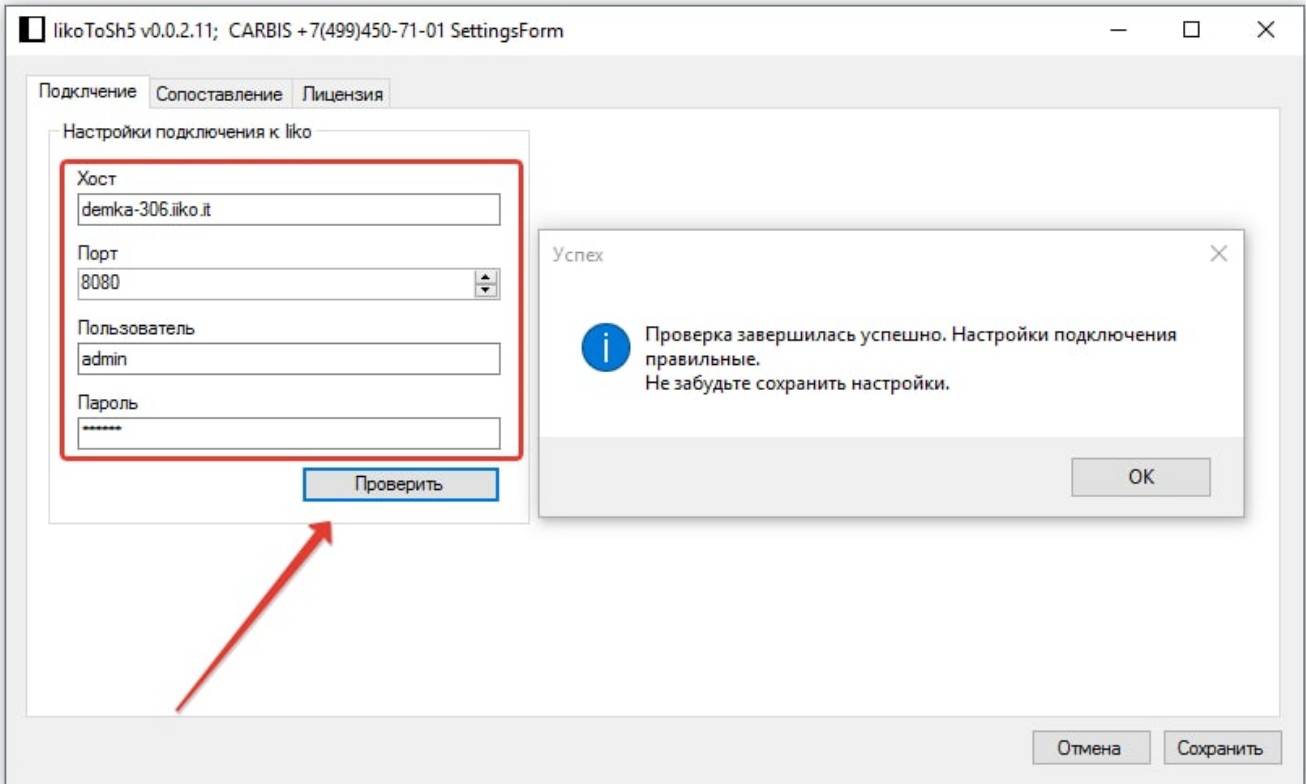 IikoToSh5 v0.0.2.11; CARBIS +7(499)450-71-01 SettingsForm
Подклчение Сопоставление Лицензия
Настройки подключения к Iiko
Хост
demka-306.iiko.it
Порт
8080
Пользователь
admin
Пароль
******
Проверить
Успех
Проверка завершилась успешно. Настройки подключения
правильные.
Не забудьте сохранить настройки.
OK
Отмена Сохранить